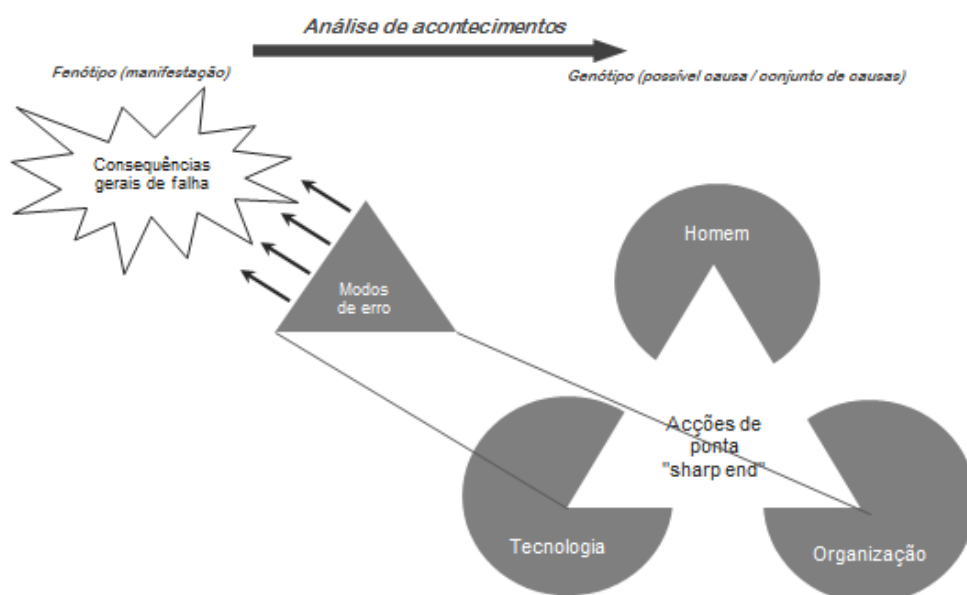 Análise de acontecimentos
Fenótipo (manifestação)
Genótipo (possível causa / conjunto de causas)
Consequências
gerais de falha
Homem
Modos
de erro
Acções de
ponta
"sharp end"
Tecnologia
Organização